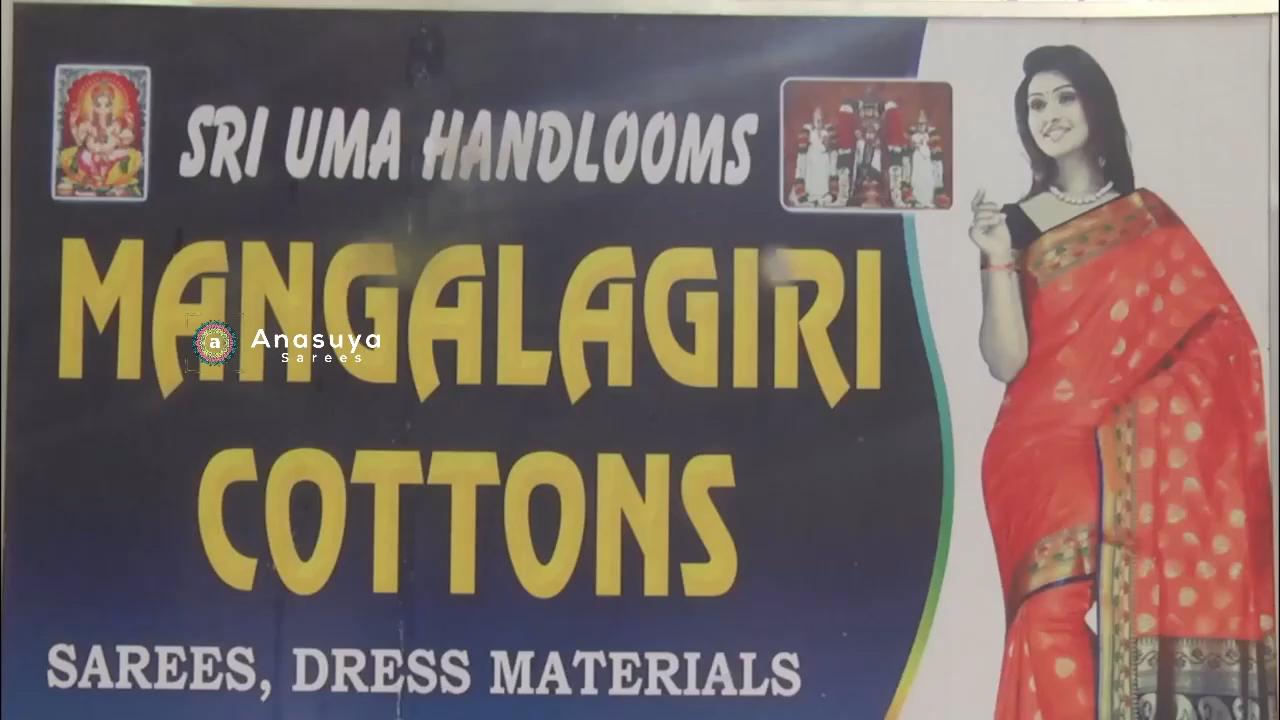 SRI UMA HANDLOOMS
MANGALAGIRI
a Anasuya
Sarees
COTTONS
SAREES, DRESS MATERIALS